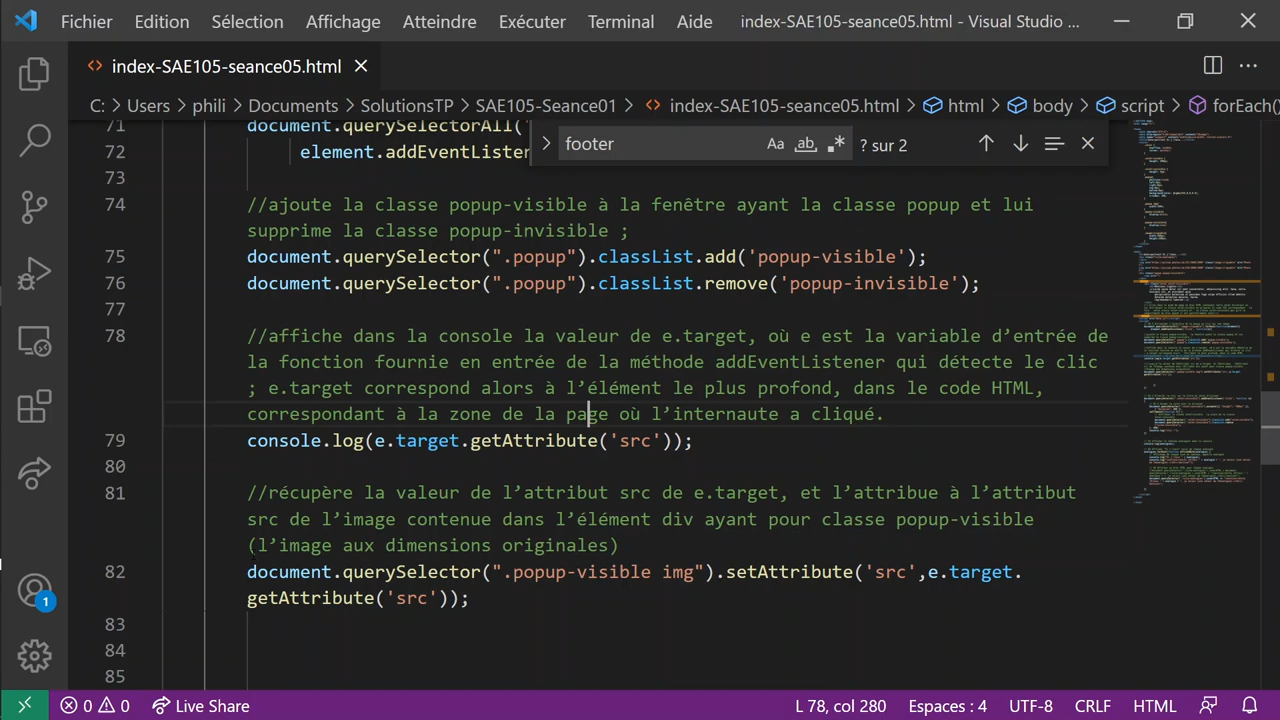 Fichier Edition Sélection Affichage Atteindre Exécuter Terminal Aide index-SAE105-seance05.html - Visual Studio ...
index-SAE105-seance05.html
C: > Users > phili > Documents > SolutionsTP > SAE105-Seance01 > index-SAE105-seance05.html > html > body > script > forEach()
footer Aa ab ? sur 2
71 document.querySelectorAll('
72 element.addEventListen
73
74 //ajoute la classe popup-visible à la fenêtre ayant la classe popup et lui
supprime la classe popup-invisible ;
75 document.querySelector(".popup").classList.add('popup-visible');
76 document.querySelector(".popup").classList.remove('popup-invisible');
77
78 //affiche dans la console la valeur de e.target, où e est la variable d’entrée de
la fonction fournie à la méthode addEventListener qui détecte le clic
; e.target correspond alors à l’élément le plus profond, dans le code HTML,
correspondant à la zone de la page où l’internaute a cliqué.
79 console.log(e.target.getAttribute('src'));
80
81 //récupère la valeur de l’attribut src de e.target, et l’attribue à l’attribut
src de l’image contenue dans l’élément div ayant pour classe popup-visible
(l’image aux dimensions originales)
82 document.querySelector(".popup-visible img").setAttribute('src',e.target.
getAttribute('src'));
83
84
85
1
0 0 Live Share L 78, col 280 Espaces : 4 UTF-8 CRLF HTML